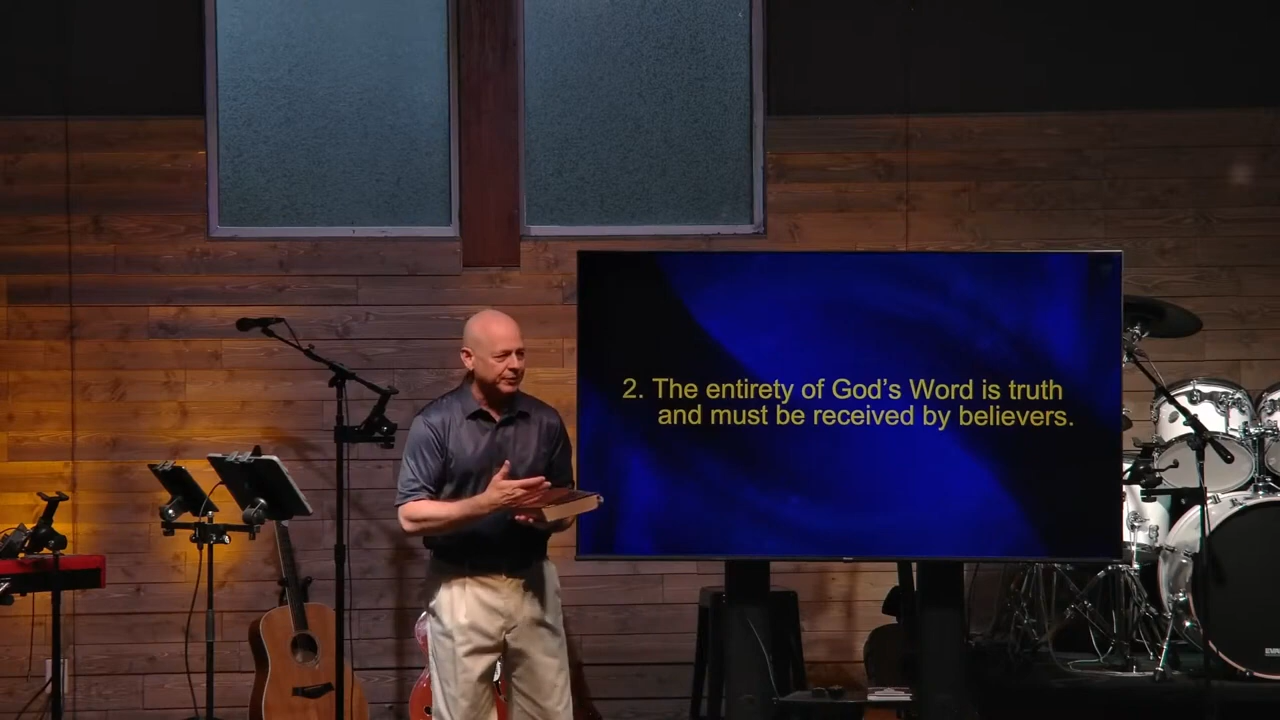 2. The entirety of God’s Word is truth
and must be received by believers.